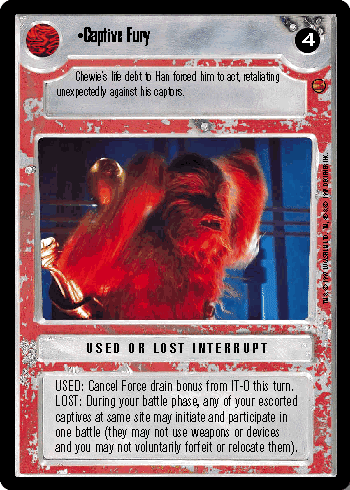 •Captive Fury
4
Chewie's life debt to Han forced him to act, retaliating
unexpectedly against his captors.
USED OR LOST INTERRUPT
USED: Cancel Force drain bonus from IT-O this turn.
LOST: During your battle phase, any of your escorted
captives at same site may initiate and participate in
one battle (they may not use weapons or devices
and you may not voluntarily forfeit or relocate them).